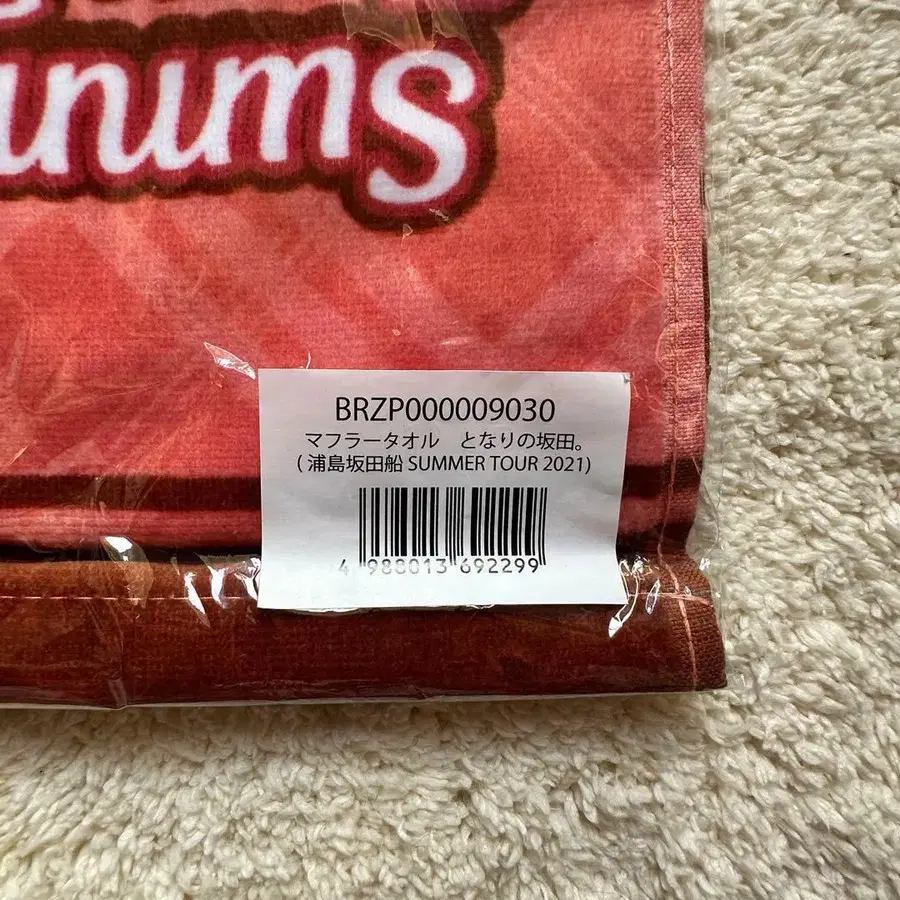 BRZP000009030
マフラータオル　となりの坂田。
( 浦島坂田船 SUMMER TOUR 2021)
4 988013 692299